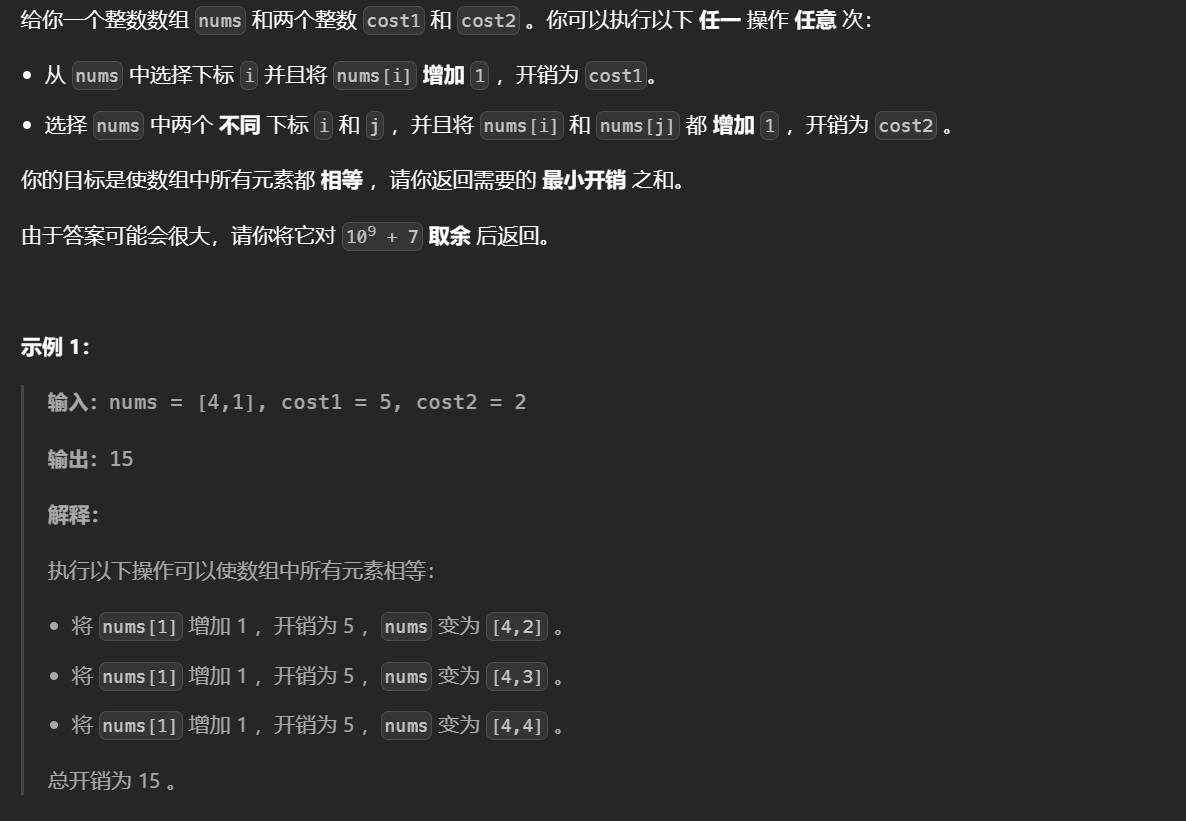 给你一个整数数组 nums 和两个整数 cost1 和 cost2 。你可以执行以下 任一 操作 任意 次：
• 从 nums 中选择下标 i 并且将 nums[i] 增加 1 ，开销为 cost1。
• 选择 nums 中两个 不同 下标 i 和 j ，并且将 nums[i] 和 nums[j] 都 增加 1 ，开销为 cost2 。
你的目标是使数组中所有元素都 相等 ，请你返回需要的 最小开销 之和。
由于答案可能会很大，请你将它对 10⁹ + 7 取余 后返回。
示例 1：
输入：nums = [4,1], cost1 = 5, cost2 = 2
输出：15
解释：
执行以下操作可以使数组中所有元素相等：
• 将 nums[1] 增加 1 ，开销为 5 ，nums 变为 [4,2] 。
• 将 nums[1] 增加 1 ，开销为 5 ，nums 变为 [4,3] 。
• 将 nums[1] 增加 1 ，开销为 5 ，nums 变为 [4,4] 。
总开销为 15 。